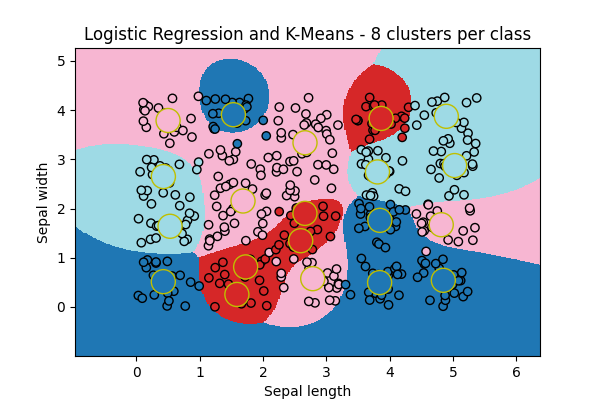 Logistic Regression and K-Means - 8 clusters per class
5
4
3
2
1
0
Sepal width
0 1 2 3 4 5 6
Sepal length